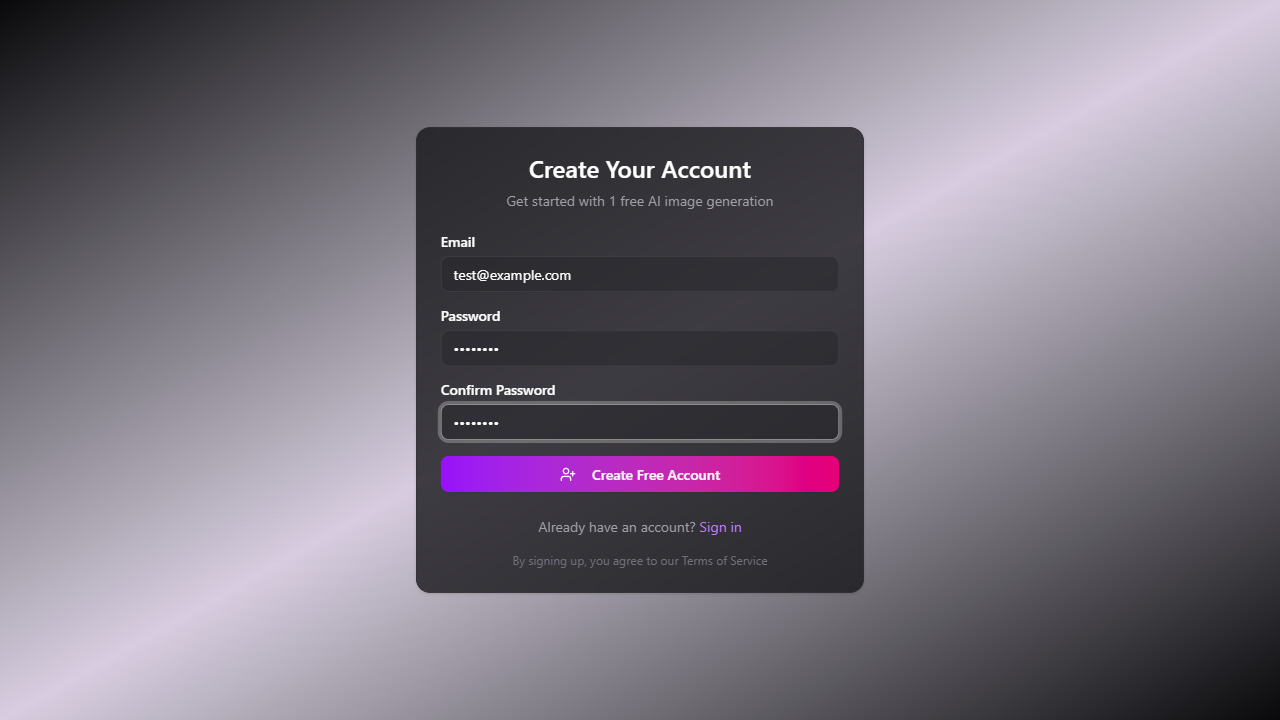 Create Your Account
Get started with 1 free AI image generation
Email
test@example.com
Password
••••••••
Confirm Password
••••••••
Create Free Account
Already have an account? Sign in
By signing up, you agree to our Terms of Service